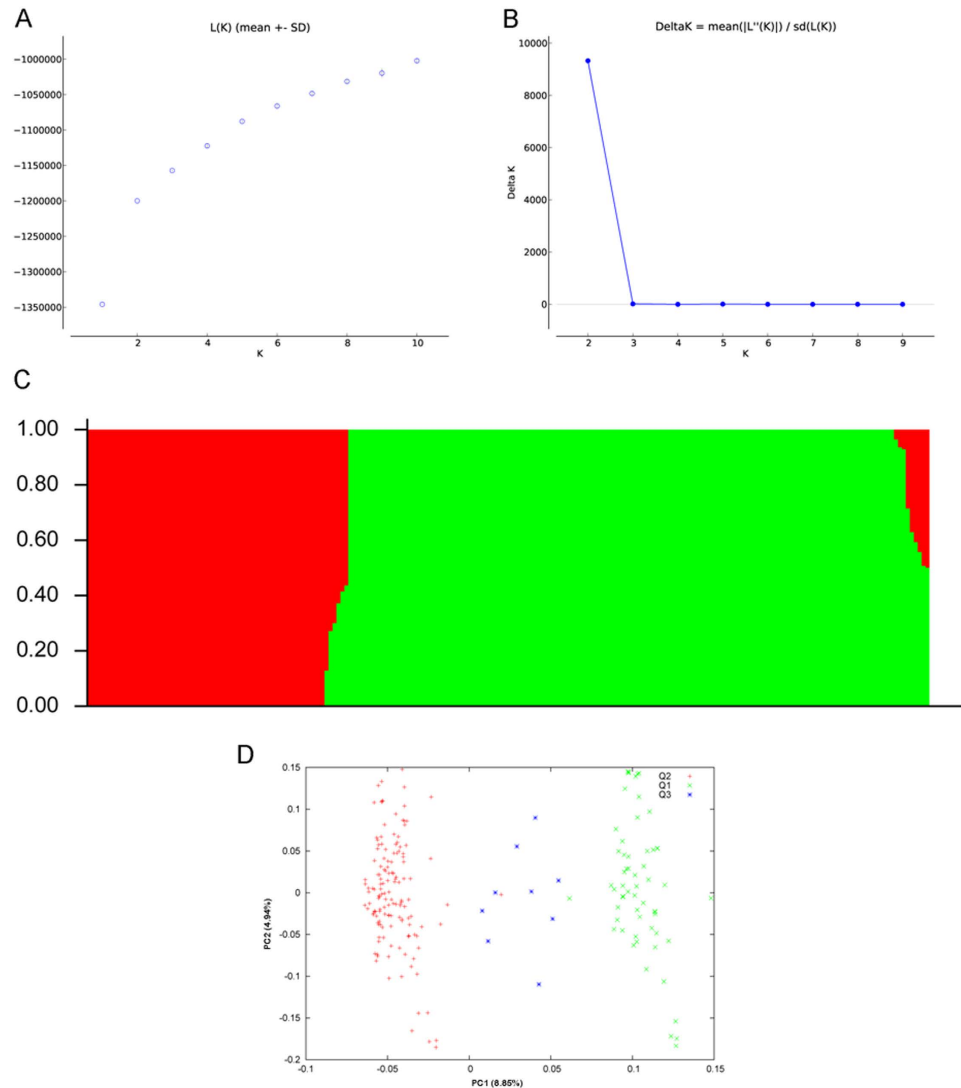 A
L(K) (mean +- SD)
−1000000
−1050000
−1100000
−1150000
−1200000
−1250000
−1300000
−1350000
2 4 6 8 10
K
B
DeltaK = mean(|L''(K)|) / sd(L(K))
10000
8000
6000
4000
2000
0
Delta K
2 3 4 5 6 7 8 9
K
C
1.00
0.80
0.60
0.40
0.20
0.00
D
0.15
0.1
0.05
0
-0.05
-0.1
-0.15
-0.2
PC2 (4.94%)
Q2
Q1
Q3
-0.1 -0.05 0 0.05 0.1 0.15
PC1 (8.85%)